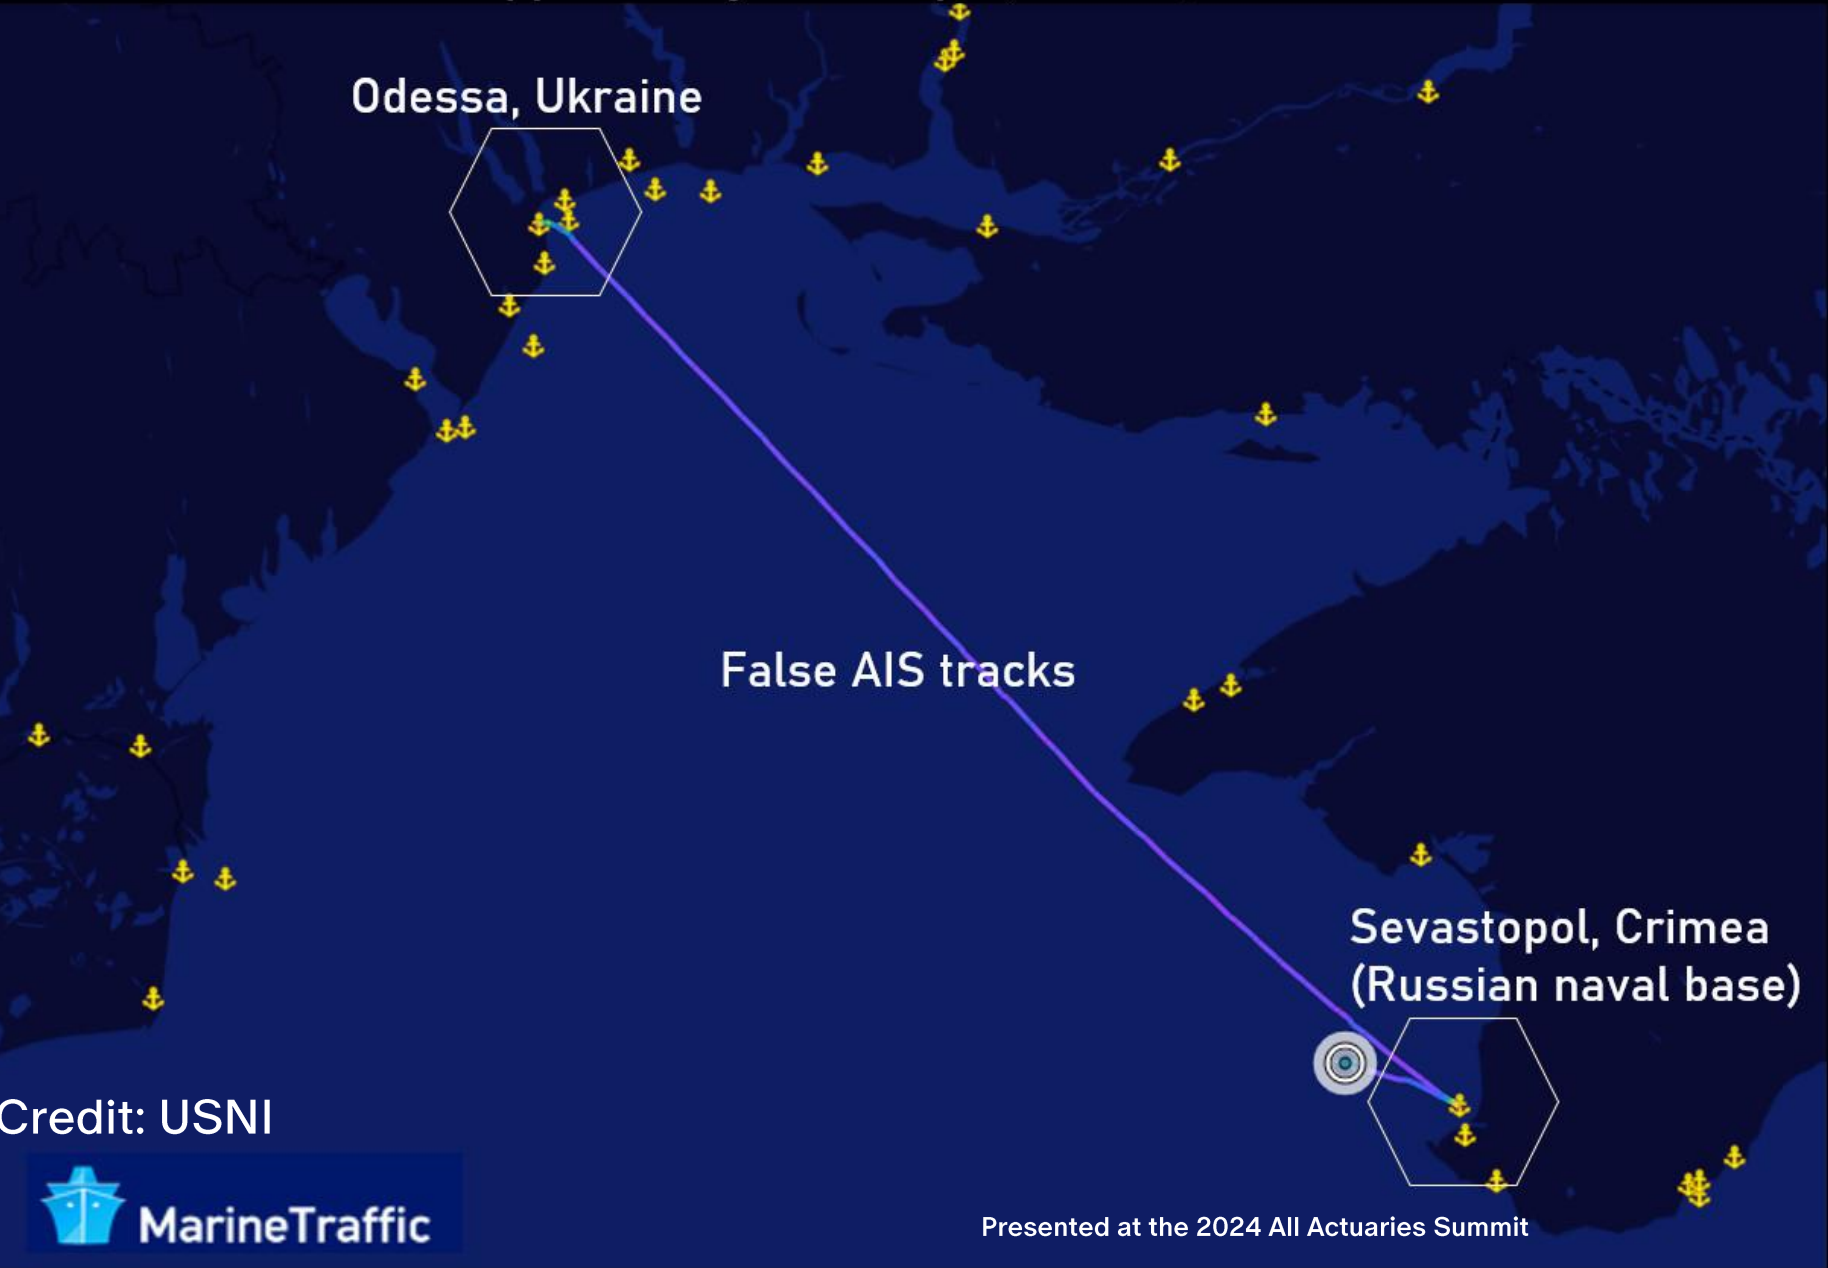 Odessa, Ukraine
False AIS tracks
Sevastopol, Crimea
(Russian naval base)
Credit: USNI
MarineTraffic
Presented at the 2024 All Actuaries Summit